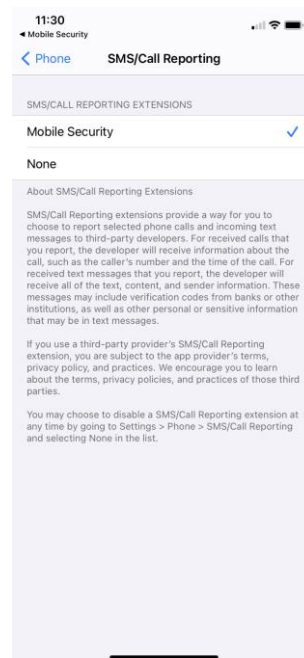 11:30
◀ Mobile Security
Phone
SMS/Call Reporting
SMS/CALL REPORTING EXTENSIONS
Mobile Security
None
About SMS/Call Reporting Extensions
SMS/Call Reporting extensions provide a way for you to
choose to report selected phone calls and incoming text
messages to third-party developers. For received calls that
you report, the developer will receive information about the
call, such as the caller's number and the time of the call. For
received text messages that you report, the developer will
receive all of the text, content, and sender information. These
messages may include verification codes from banks or other
institutions, as well as other personal or sensitive information
that may be in text messages.
If you use a third-party provider's SMS/Call Reporting
extension, you are subject to the app provider's terms,
privacy policy, and practices. We encourage you to learn
about the terms, privacy policies, and practices of those third
parties.
You may choose to disable a SMS/Call Reporting extension at
any time by going to Settings > Phone > SMS/Call Reporting
and selecting None in the list.